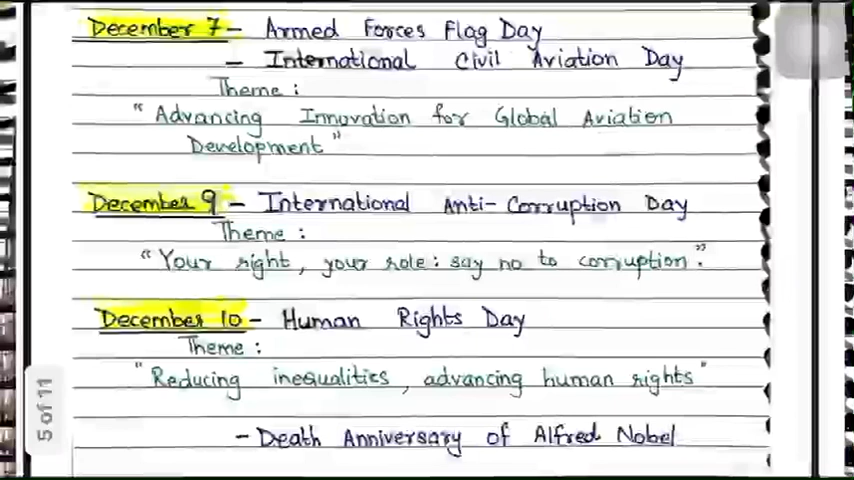 December 7 - Armed Forces Flag Day
- International Civil Aviation Day
Theme :
"Advancing Innovation for Global Aviation
Development"
December 9 - International Anti-Corruption Day
Theme :
"Your right, your role: say no to corruption".
December 10 - Human Rights Day
Theme :
"Reducing inequalities, advancing human rights"
- Death Anniversary of Alfred Nobel
5 of 11